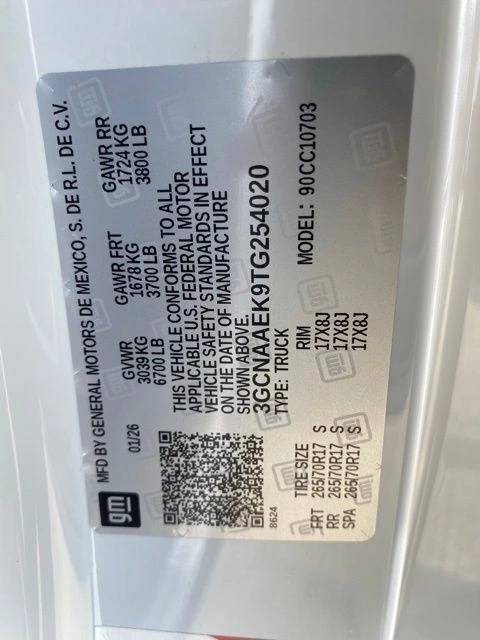 gm
MFD BY GENERAL MOTORS DE MEXICO, S. DE R.L. DE C.V.
01/26
GVWR GAWR FRT GAWR RR
3039 KG 1678 KG 1724 KG
6700 LB 3700 LB 3800 LB
THIS VEHICLE CONFORMS TO ALL
APPLICABLE U.S. FEDERAL MOTOR
VEHICLE SAFETY STANDARDS IN EFFECT
ON THE DATE OF MANUFACTURE
SHOWN ABOVE.
3GCNAAEK9TG254020
TYPE: TRUCK MODEL: 90CC10703
8624
TIRE SIZE RIM
FRT 265/70R17 S 17X8J
RR 265/70R17 S 17X8J
SPA 265/70R17 S 17X8J